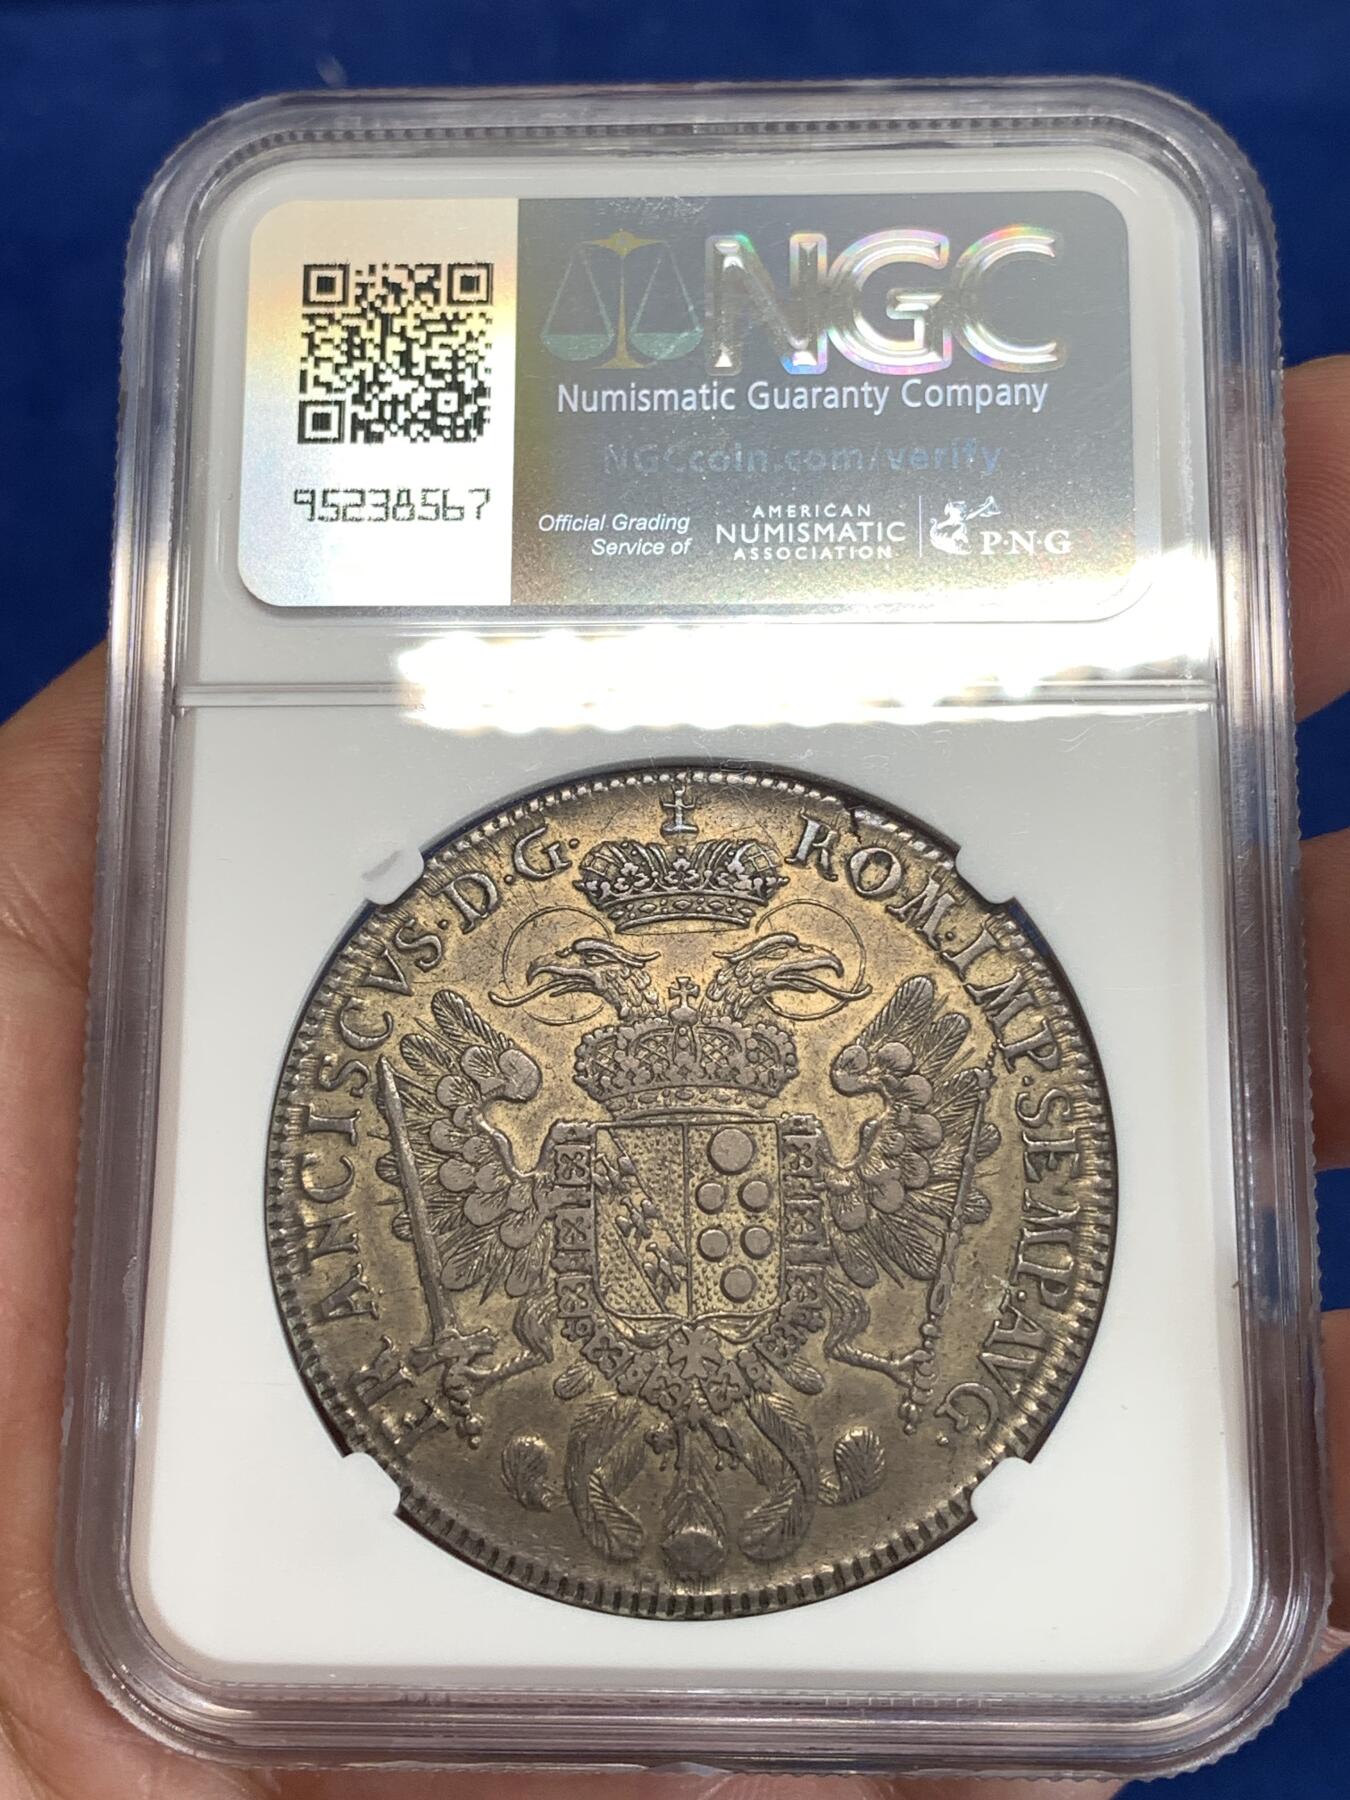 NGC
Numismatic Guaranty Company
NGCcoin.com/verify
95238567
Official Grading
Service of
AMERICAN
NUMISMATIC
ASSOCIATION
P·N·G
FRANCISCVS·D·G· ROM·IMP·SEMP·AVG·